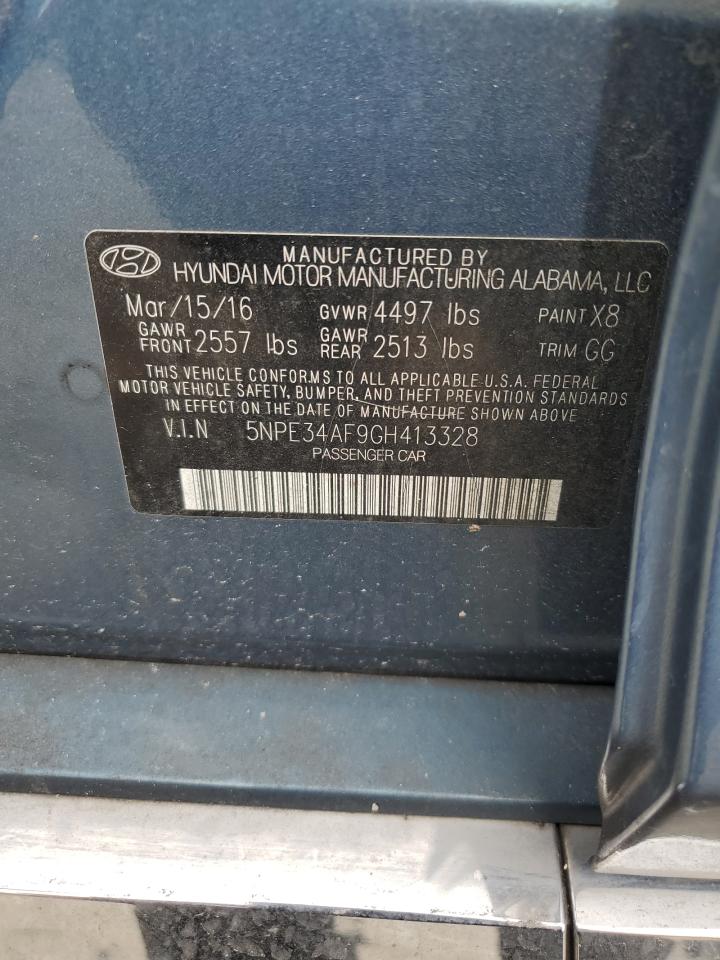 MANUFACTURED BY
HYUNDAI MOTOR MANUFACTURING ALABAMA, LLC
Mar/15/16 GVWR 4497 lbs PAINT X8
GAWR FRONT 2557 lbs GAWR REAR 2513 lbs TRIM GG
THIS VEHICLE CONFORMS TO ALL APPLICABLE U.S.A. FEDERAL
MOTOR VEHICLE SAFETY, BUMPER, AND THEFT PREVENTION STANDARDS
IN EFFECT ON THE DATE OF MANUFACTURE SHOWN ABOVE.
V.I.N 5NPE34AF9GH413328
PASSENGER CAR